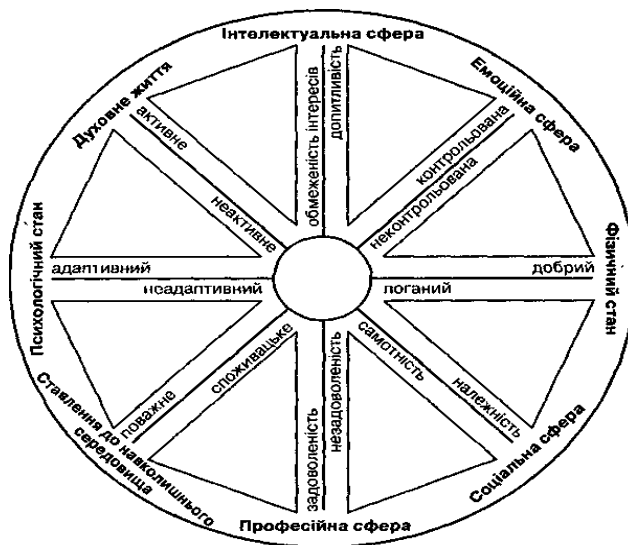 Інтелектуальна сфера
обмеженість інтересів
допитливість
Емоційна сфера
контрольована
неконтрольована
Фізичний стан
добрий
поганий
Соціальна сфера
самотність
належність
Професійна сфера
задоволеність
незадоволеність
Ставлення до навколишнього
середовища
поважне
споживацьке
Психологічний стан
адаптивний
неадаптивний
Духовне життя
активне
неактивне